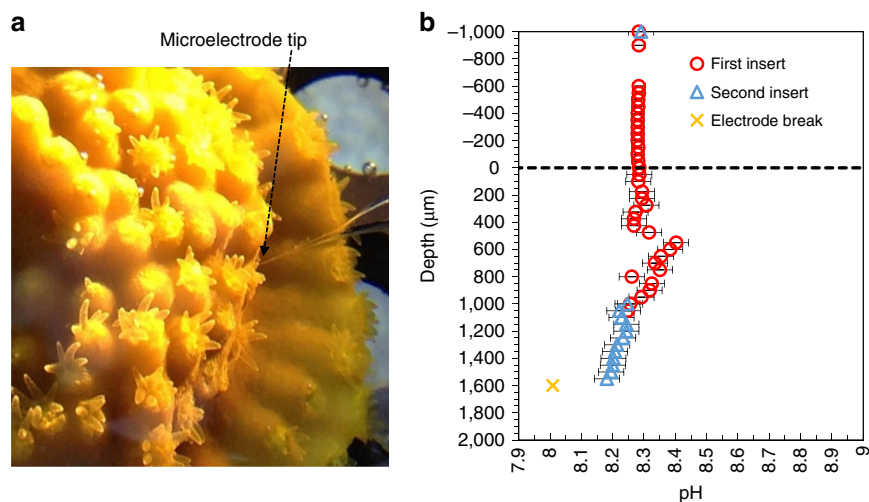 a
Microelectrode tip
b
–1,000
–800
–600
–400
–200
0
200
400
600
800
1,000
1,200
1,400
1,600
1,800
2,000
Depth (μm)
First insert
Second insert
Electrode break
7.9 8 8.1 8.2 8.3 8.4 8.5 8.6 8.7 8.8 8.9 9
pH